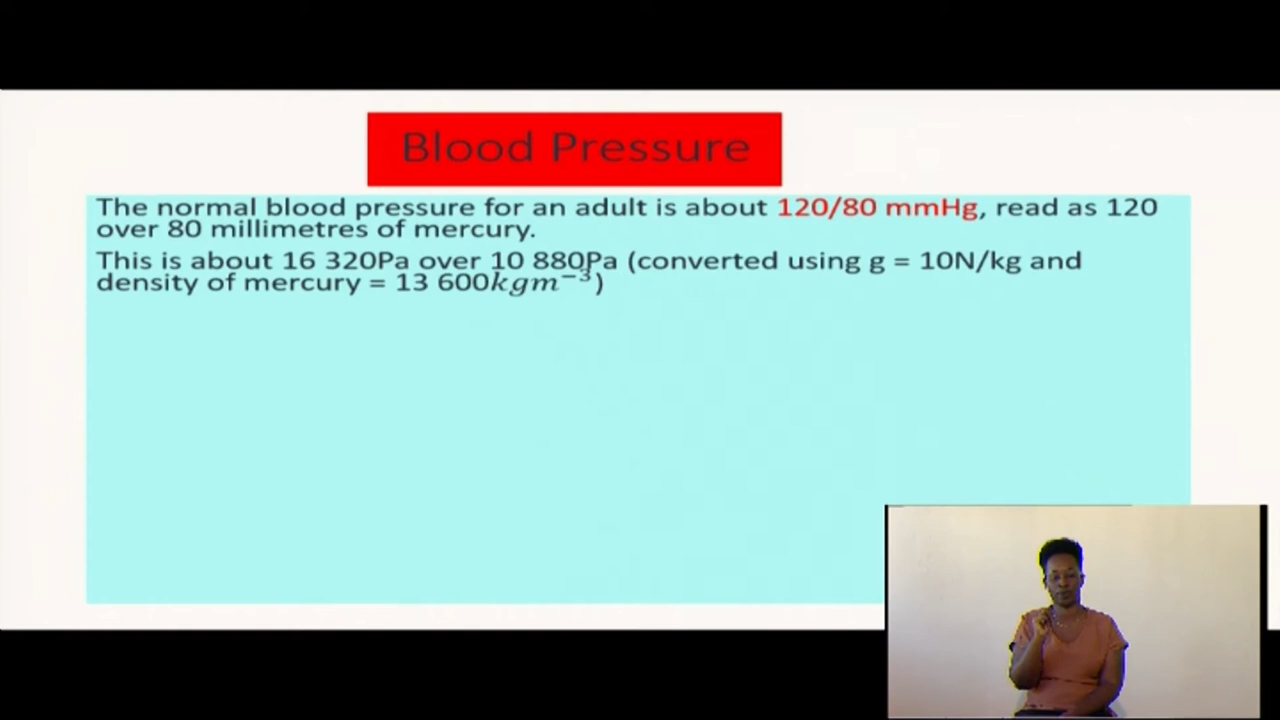 Blood Pressure
The normal blood pressure for an adult is about 120/80 mmHg, read as 120
over 80 millimetres of mercury.
This is about 16 320Pa over 10 880Pa (converted using g = 10N/kg and
density of mercury = 13 600kgm⁻³)